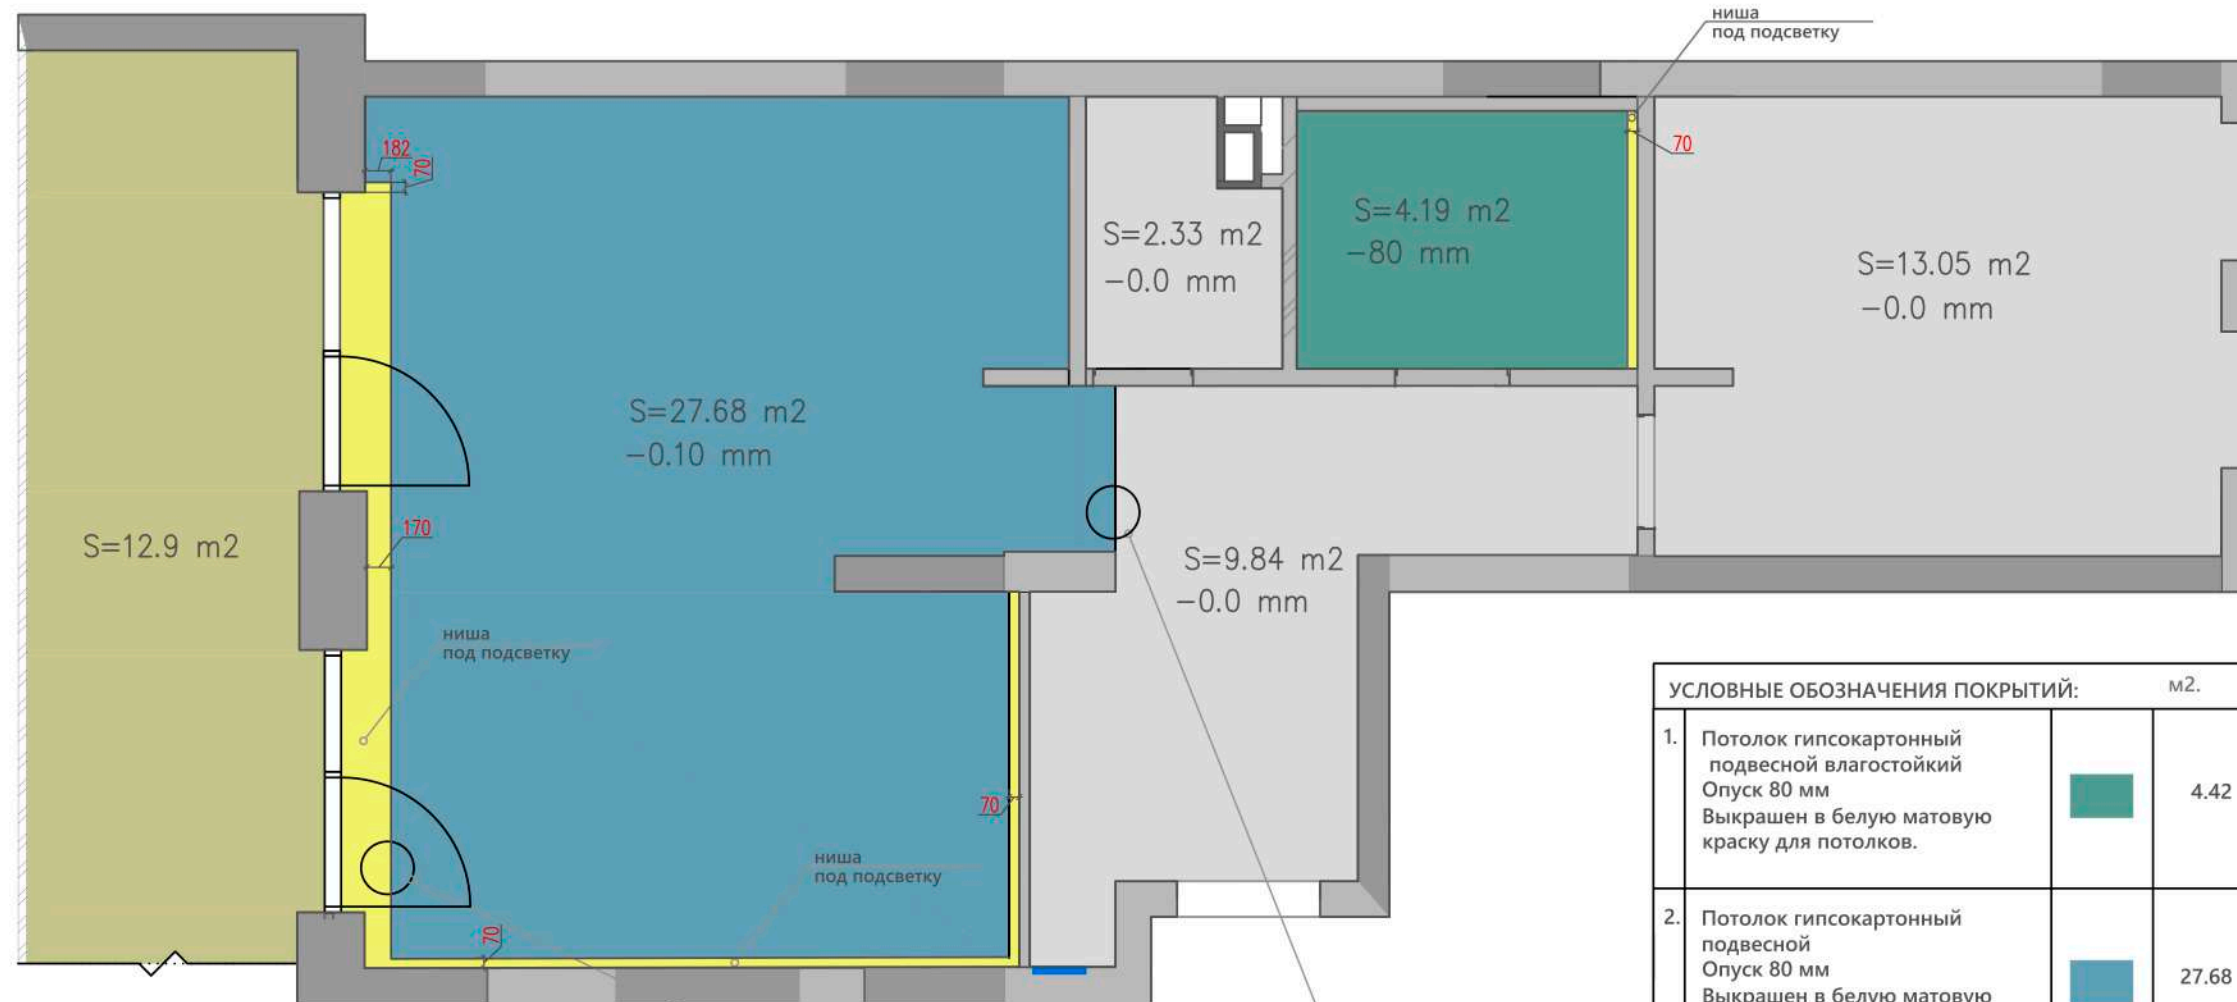 ниша
под подсветку
182
70
70
S=2.33 m2
-0.0 mm
S=4.19 m2
-80 mm
S=13.05 m2
-0.0 mm
S=27.68 m2
-0.10 mm
S=12.9 m2
170
S=9.84 m2
-0.0 mm
ниша
под подсветку
70
ниша
под подсветку
70
УСЛОВНЫЕ ОБОЗНАЧЕНИЯ ПОКРЫТИЙ: м2.
1. Потолок гипсокартонный
подвесной влагостойкий
Опуск 80 мм
Выкрашен в белую матовую
краску для потолков.
4.42
2. Потолок гипсокартонный
подвесной
Опуск 80 мм
Выкрашен в белую матовую
27.68